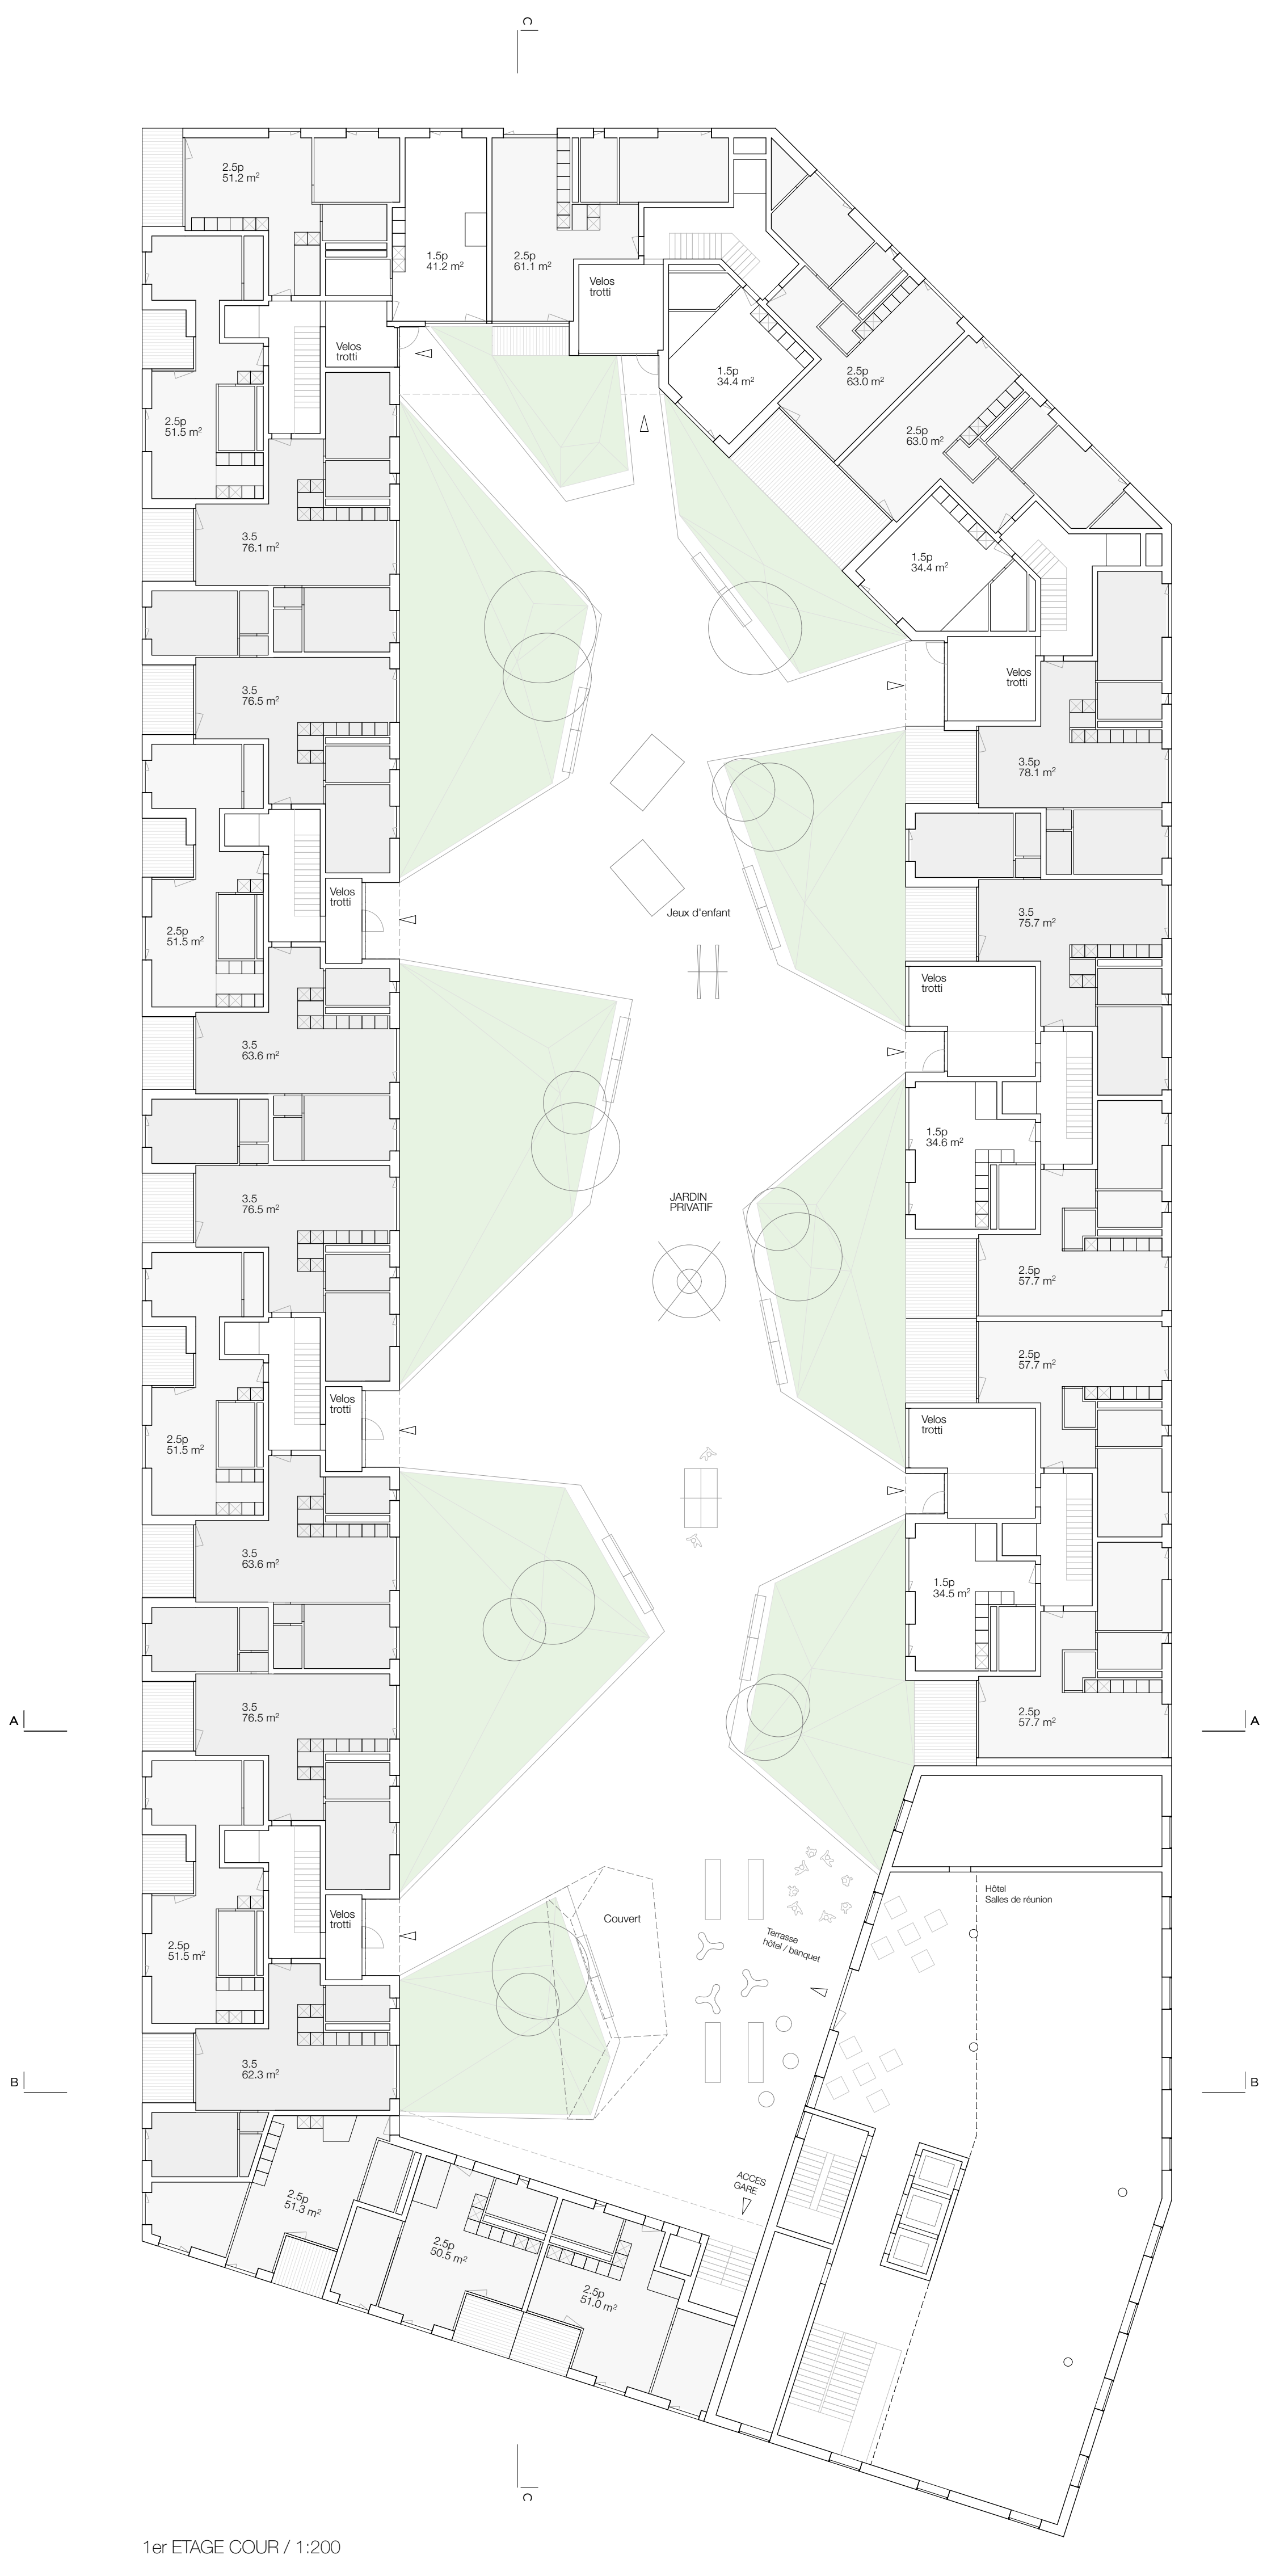 C
2.5p
51.2 m²
1.5p
41.2 m²
2.5p
61.1 m²
Velos
trotti
Velos
trotti
1.5p
34.4 m²
2.5p
63.0 m²
2.5p
51.5 m²
2.5p
63.0 m²
3.5
76.1 m²
1.5p
34.4 m²
Velos
trotti
3.5
76.5 m²
3.5p
78.1 m²
Velos
trotti
Jeux d'enfant
3.5
75.7 m²
2.5p
51.5 m²
Velos
trotti
3.5
63.6 m²
1.5p
34.6 m²
3.5
76.5 m²
JARDIN
PRIVATIF
2.5p
57.7 m²
2.5p
57.7 m²
Velos
trotti
Velos
trotti
2.5p
51.5 m²
3.5
63.6 m²
1.5p
34.5 m²
3.5
76.5 m²
2.5p
57.7 m²
A
A
Hôtel
Salles de réunion
Velos
trotti
Couvert
Terrasse
hôtel / banquet
2.5p
51.5 m²
3.5
62.3 m²
B
B
ACCES
GARE
2.5p
51.3 m²
2.5p
50.5 m²
2.5p
51.0 m²
C
1er ETAGE COUR / 1:200